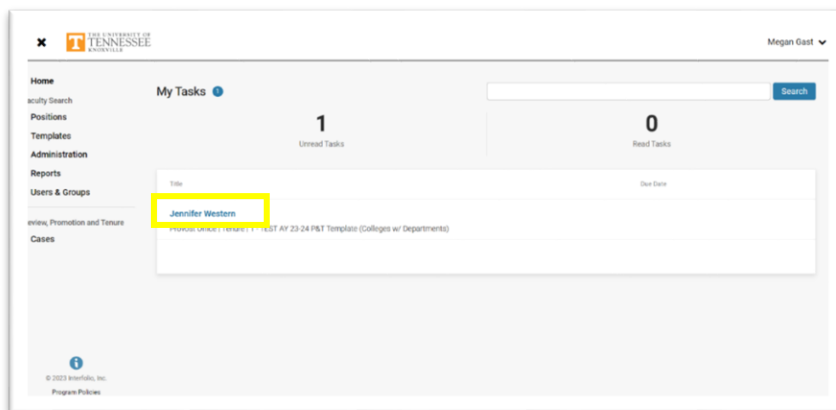 THE UNIVERSITY OF
TENNESSEE
KNOXVILLE
Megan Gast
Home
aculty Search
Positions
Templates
Administration
Reports
Users & Groups
eview, Promotion and Tenure
Cases
My Tasks 1
Search
1
Unread Tasks
0
Read Tasks
Title
Due Date
Jennifer Western
Provost Office | Tenure | 1 - TEST AY 23-24 P&T Template (Colleges w/ Departments)
© 2023 Interfolio, Inc.
Program Policies